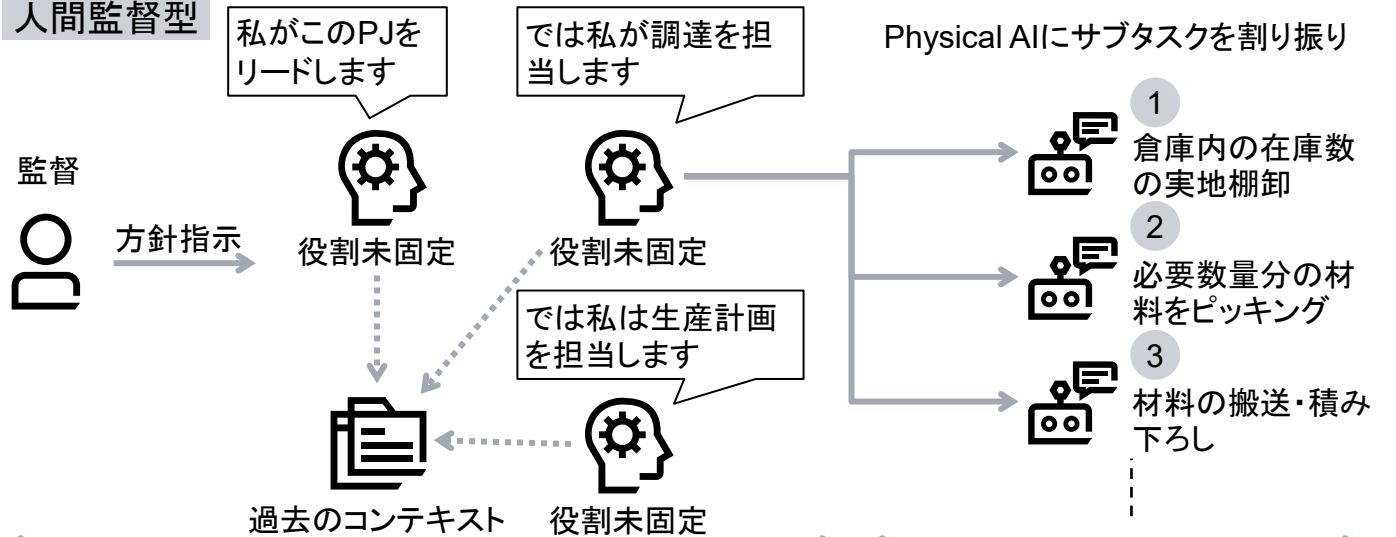 人間監督型
私がこのPJを
リードします
では私が調達を担
当します
Physical AIにサブタスクを割り振り
監督
方針指示
役割未固定
役割未固定
1
倉庫内の在庫数
の実地棚卸
2
必要数量分の材
料をピッキング
では私は生産計画
を担当します
3
材料の搬送・積み
下ろし
過去のコンテキスト
役割未固定